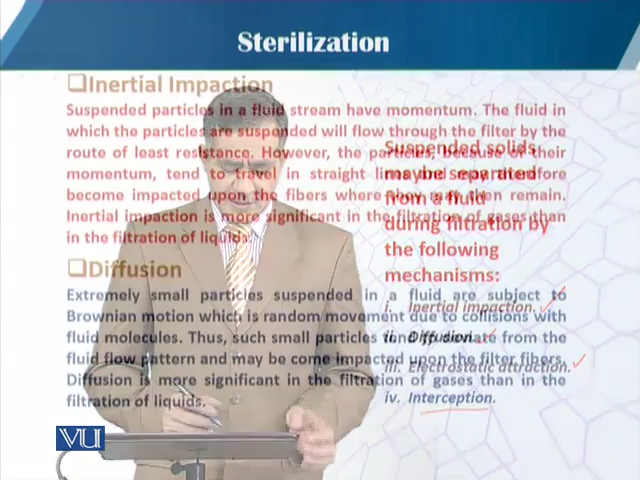 Sterilization
❑Inertial Impaction
Suspended particles in a fluid stream have momentum. The fluid in
which the particles are suspended will flow through the filter by the
route of least resistance. However, the particles, because of their
momentum, tend to travel in straight lines and may therefore
become impacted upon the fibers where they may then remain.
Inertial impaction is more significant in the filtration of gases than
in the filtration of liquids.
❑Diffusion
Extremely small particles suspended in a fluid are subject to
Brownian motion which is random movement due to collisions with
fluid molecules. Thus, such small particles tend to deviate from the
fluid flow pattern and may be come impacted upon the filter fibers.
Diffusion is more significant in the filtration of gases than in the
filtration of liquids.
Suspended solids
maybe separated
from a fluid
during filtration by
the following
mechanisms:
i. Inertial impaction.
ii. Diffusion.
iii. Electrostatic attraction.
iv. Interception.
VU